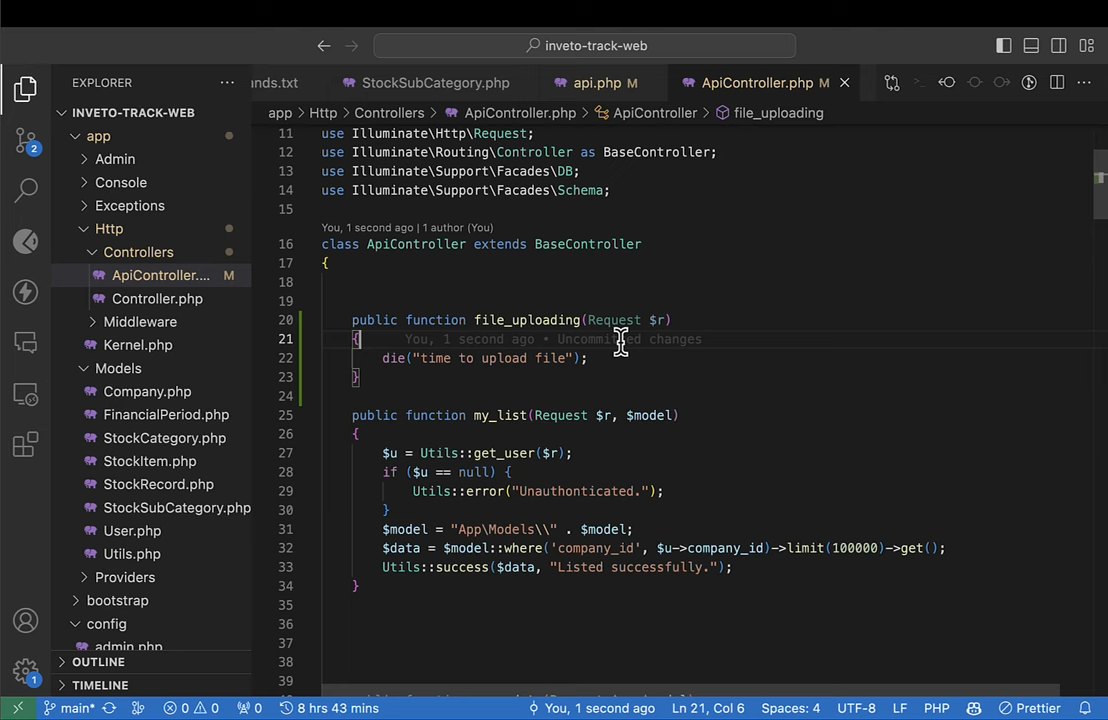 inveto-track-web
EXPLORER
nds.txt
StockSubCategory.php
api.php M
ApiController.php M
INVETO-TRACK-WEB
app > Http > Controllers > ApiController.php > ApiController > file_uploading
app
Admin
Console
Exceptions
Http
Controllers
ApiController.... M
Controller.php
Middleware
Kernel.php
Models
Company.php
FinancialPeriod.php
StockCategory.php
StockItem.php
StockRecord.php
StockSubCategory.php
User.php
Utils.php
Providers
bootstrap
config
admin.php
OUTLINE
TIMELINE
2
1
11 use Illuminate\Http\Request;
12 use Illuminate\Routing\Controller as BaseController;
13 use Illuminate\Support\Facades\DB;
14 use Illuminate\Support\Facades\Schema;
15
You, 1 second ago | 1 author (You)
16 class ApiController extends BaseController
17 {
18
19
20 public function file_uploading(Request $r)
21 { You, 1 second ago • Uncommitted changes
22 die("time to upload file");
23 }
24
25 public function my_list(Request $r, $model)
26 {
27 $u = Utils::get_user($r);
28 if ($u == null) {
29 Utils::error("Unauthonticated.");
30 }
31 $model = "App\Models\\" . $model;
32 $data = $model::where('company_id', $u->company_id)->limit(100000)->get();
33 Utils::success($data, "Listed successfully.");
34 }
35
36
37
38
main* 0 0 0 8 hrs 43 mins You, 1 second ago Ln 21, Col 6 Spaces: 4 UTF-8 LF PHP Prettier